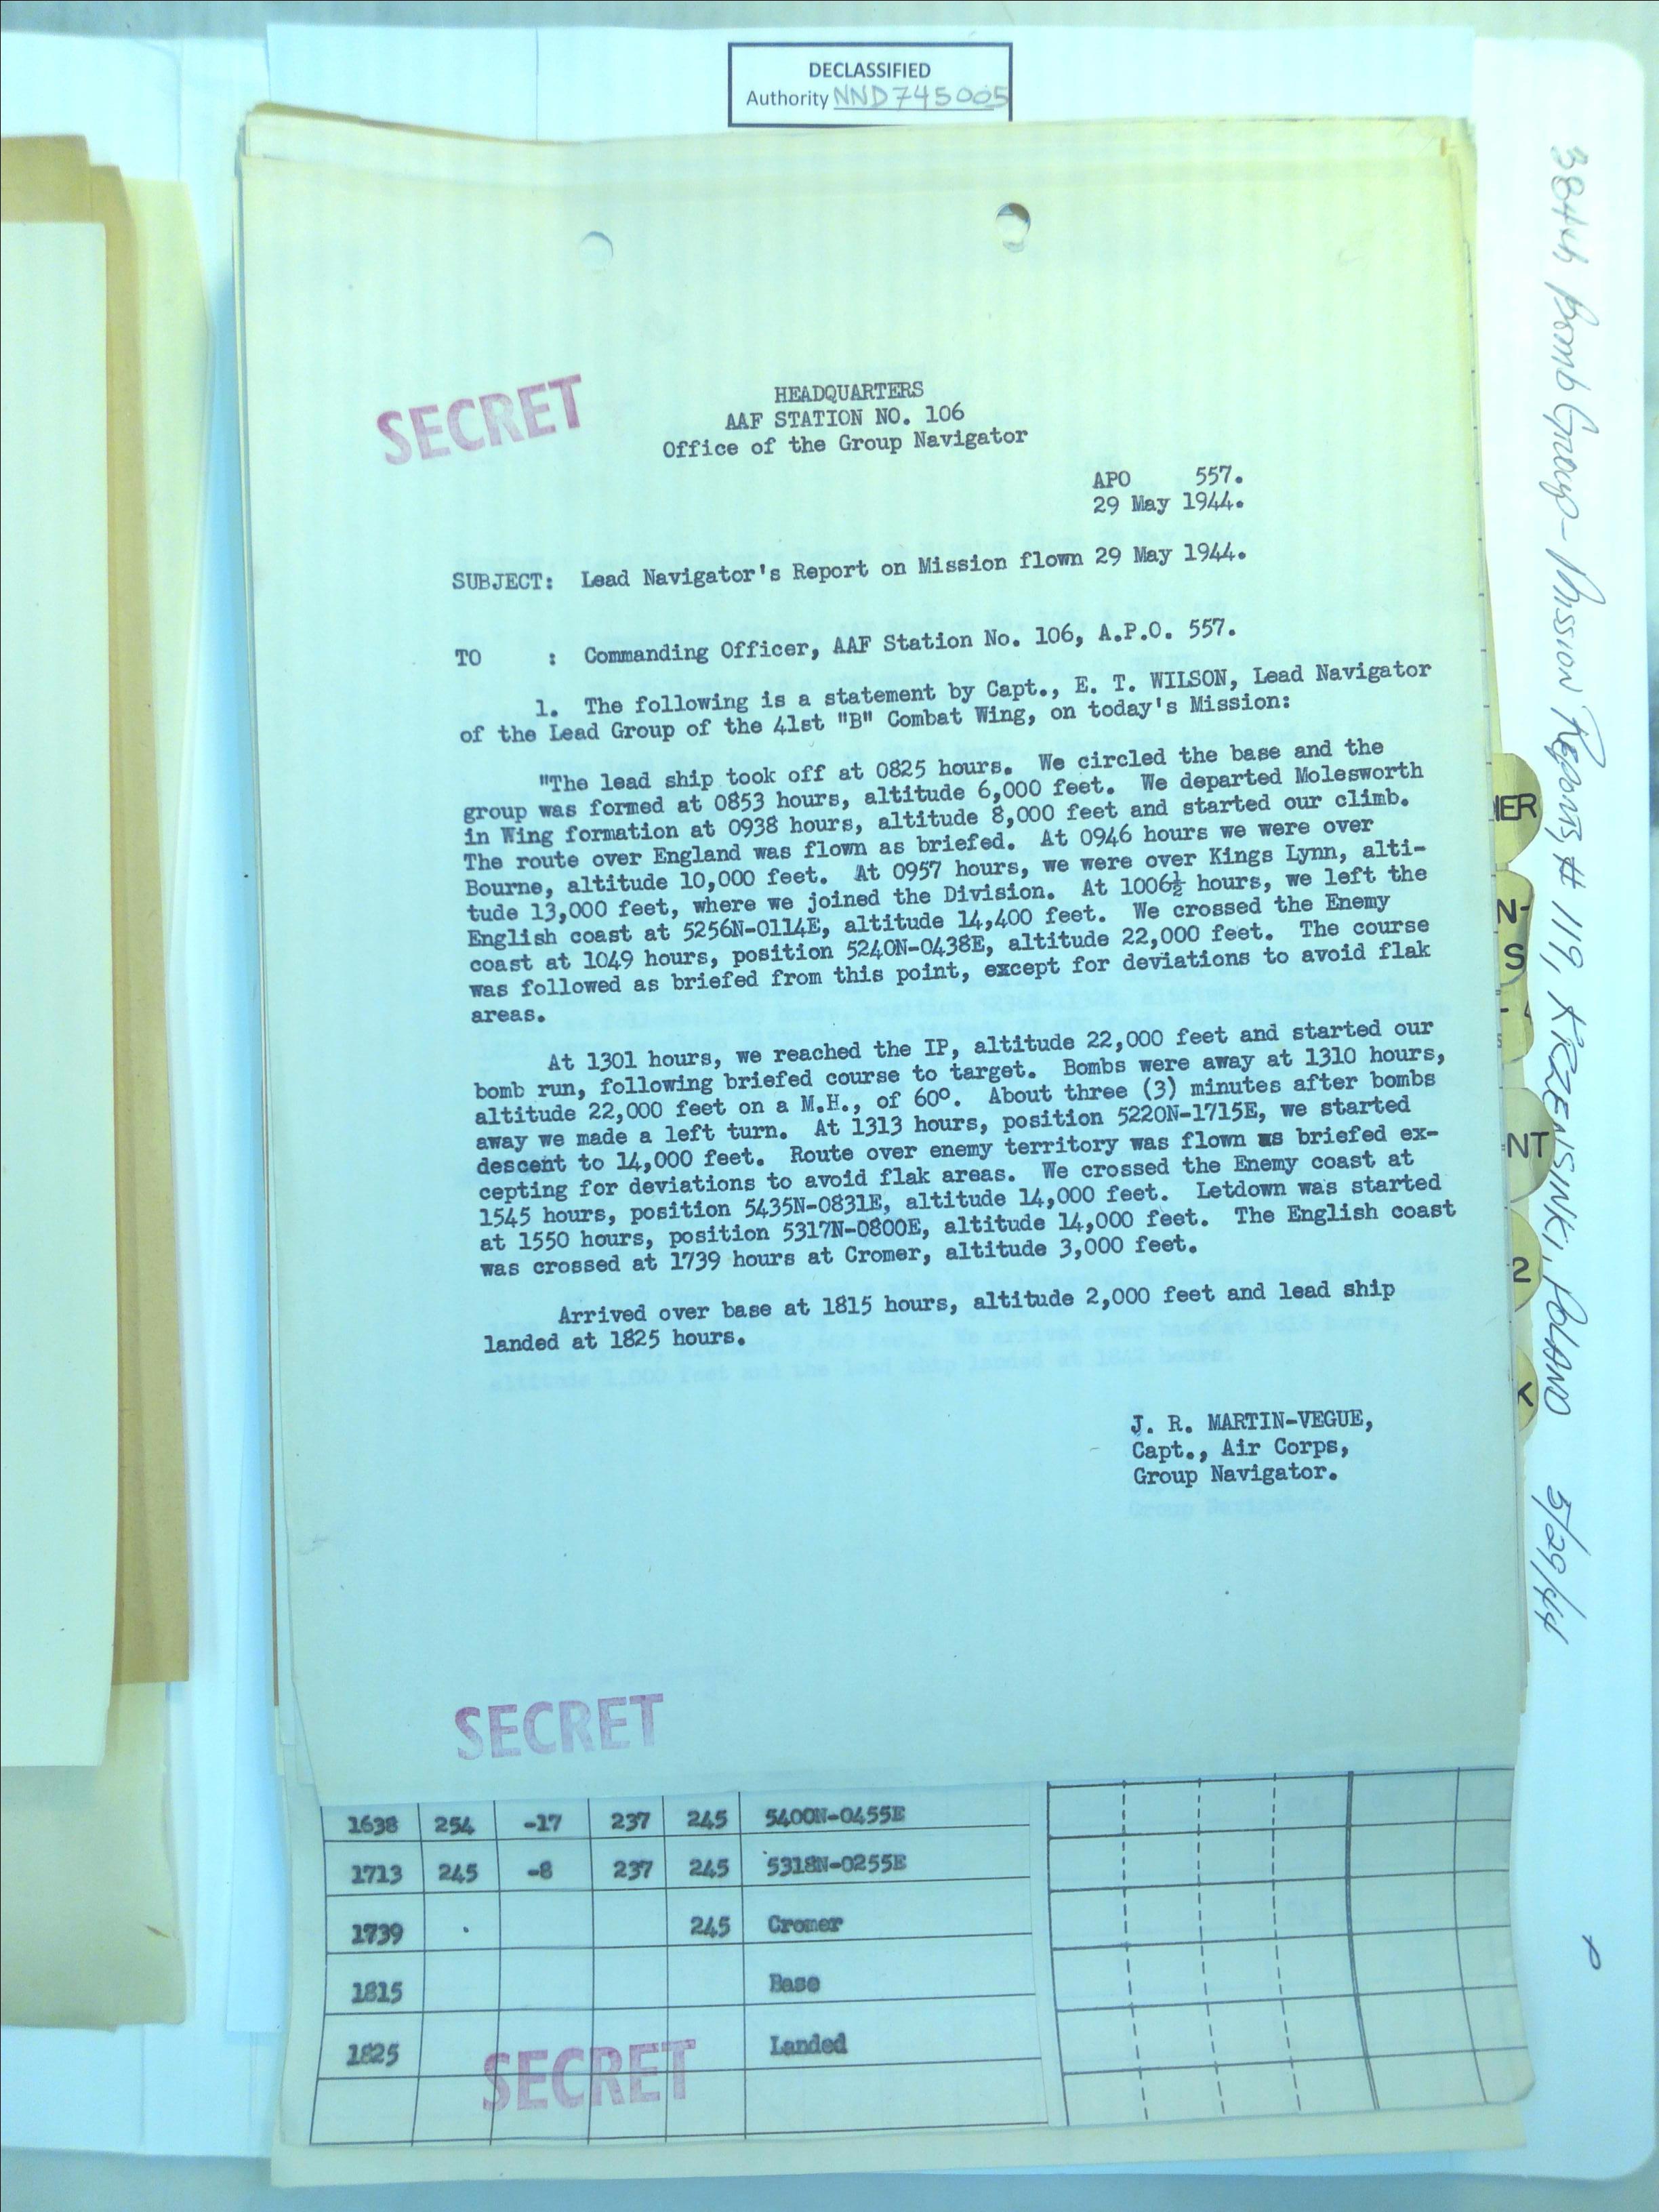 DECLASSIFIED
Authority NND745005
SECRET
HEADQUARTERS
AAF STATION NO. 106
Office of the Group Navigator
APO 557.
29 May 1944.
SUBJECT: Lead Navigator's Report on Mission flown 29 May 1944.
TO : Commanding Officer, AAF Station No. 106, A.P.O. 557.
1. The following is a statement by Capt., E. T. WILSON, Lead Navigator
of the Lead Group of the 41st "B" Combat Wing, on today's Mission:
"The lead ship took off at 0825 hours. We circled the base and the
group was formed at 0853 hours, altitude 6,000 feet. We departed Molesworth
in Wing formation at 0938 hours, altitude 8,000 feet and started our climb.
The route over England was flown as briefed. At 0946 hours we were over
Bourne, altitude 10,000 feet. At 0957 hours, we were over Kings Lynn, alti-
tude 13,000 feet, where we joined the Division. At 1006½ hours, we left the
English coast at 5256N-0114E, altitude 14,400 feet. We crossed the Enemy
coast at 1049 hours, position 5240N-0438E, altitude 22,000 feet. The course
was followed as briefed from this point, except for deviations to avoid flak
areas.
At 1301 hours, we reached the IP, altitude 22,000 feet and started our
bomb run, following briefed course to target. Bombs were away at 1310 hours,
altitude 22,000 feet on a M.H., of 60°. About three (3) minutes after bombs
away we made a left turn. At 1313 hours, position 5220N-1715E, we started
descent to 14,000 feet. Route over enemy territory was flown as briefed ex-
cepting for deviations to avoid flak areas. We crossed the Enemy coast at
1545 hours, position 5435N-0831E, altitude 14,000 feet. Letdown was started
at 1550 hours, position 5317N-0800E, altitude 14,000 feet. The English coast
was crossed at 1739 hours at Cromer, altitude 3,000 feet.
Arrived over base at 1815 hours, altitude 2,000 feet and lead ship
landed at 1825 hours.
J. R. MARTIN-VEGUE,
Capt., Air Corps,
Group Navigator.
SECRET
1638 254 -17 237 245 5400N-0455E
1713 245 -8 237 245 5318N-0255E
1739 245 Cromer
1815 Base
1825 Landed
SECRET
384th Bomb Group - Mission Reports, # 119, KRZENSINKI, POLAND 5/29/44
IER
N-
S
NT
2
K